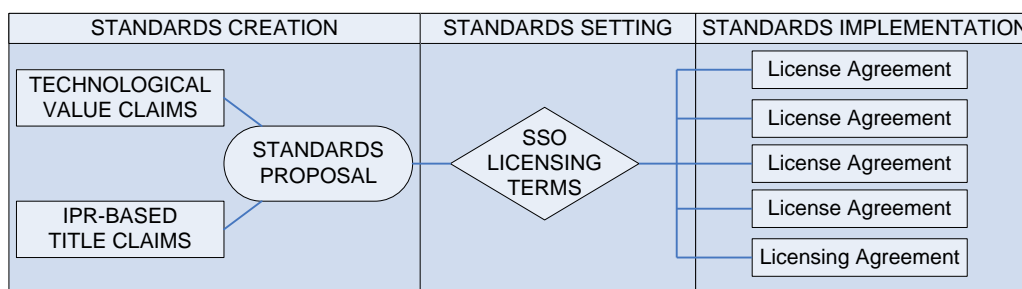 STANDARDS CREATION
STANDARDS SETTING
STANDARDS IMPLEMENTATION
TECHNOLOGICAL
VALUE CLAIMS
IPR-BASED
TITLE CLAIMS
STANDARDS
PROPOSAL
SSO
LICENSING
TERMS
License Agreement
License Agreement
License Agreement
License Agreement
Licensing Agreement